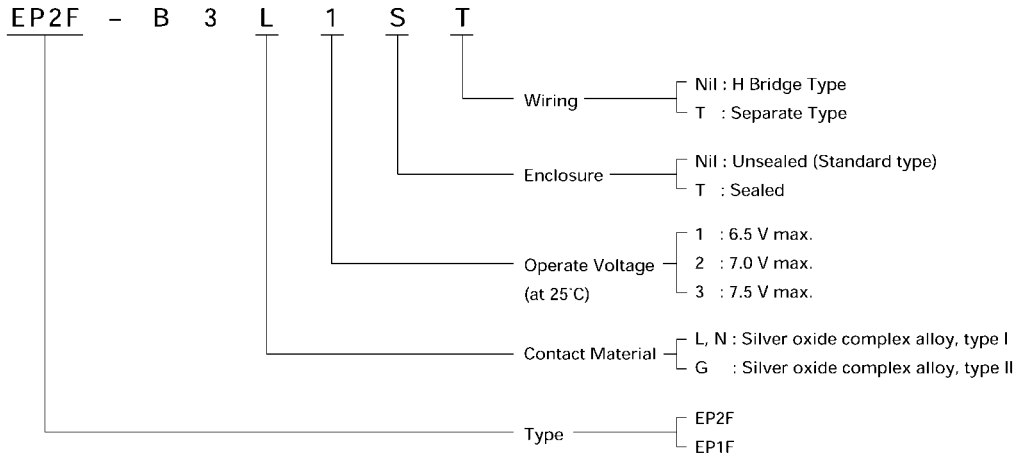 EP2F – B 3 L 1 S T
Wiring
Nil : H Bridge Type
T : Separate Type
Enclosure
Nil : Unsealed (Standard type)
T : Sealed
Operate Voltage
(at 25°C)
1 : 6.5 V max.
2 : 7.0 V max.
3 : 7.5 V max.
Contact Material
L, N : Silver oxide complex alloy, type I
G : Silver oxide complex alloy, type II
Type
EP2F
EP1F